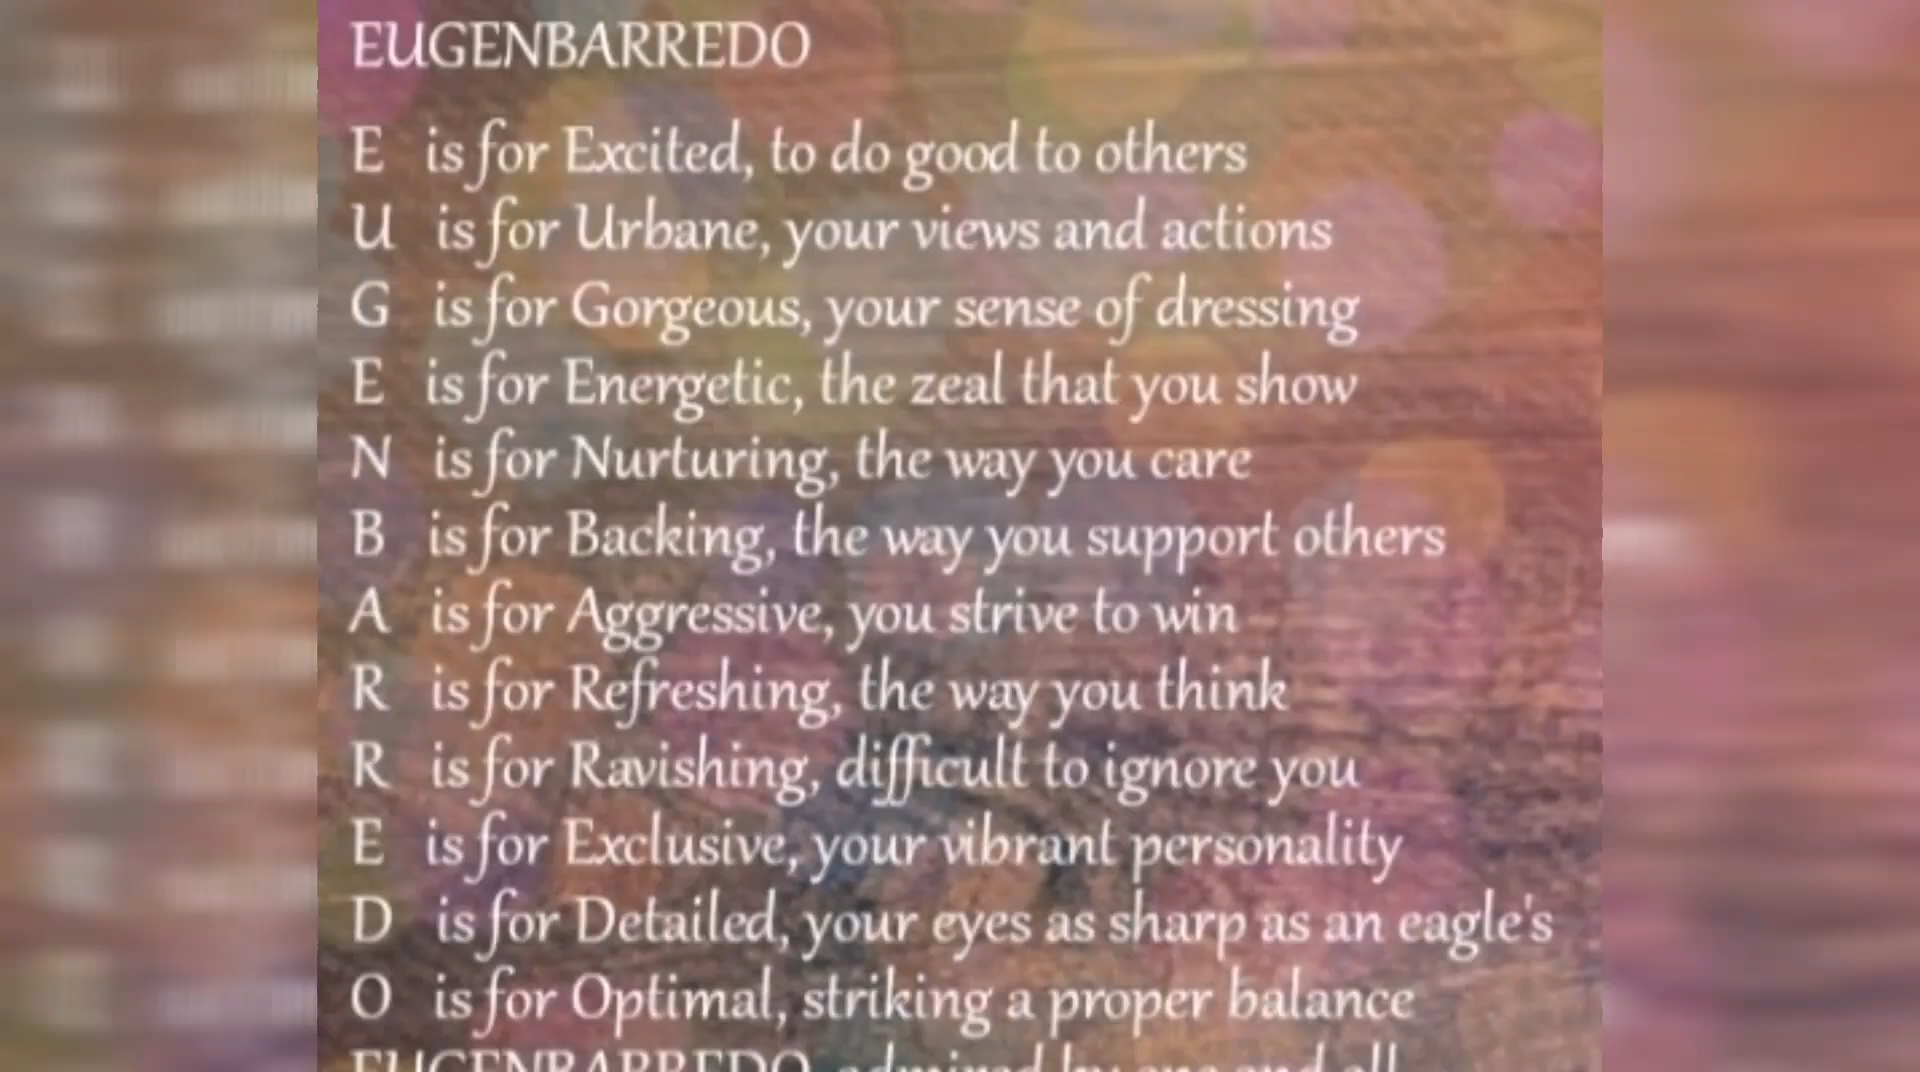 EUGENBARREDO
E is for Excited, to do good to others
U is for Urbane, your views and actions
G is for Gorgeous, your sense of dressing
E is for Energetic, the zeal that you show
N is for Nurturing, the way you care
B is for Backing, the way you support others
A is for Aggressive, you strive to win
R is for Refreshing, the way you think
R is for Ravishing, difficult to ignore you
E is for Exclusive, your vibrant personality
D is for Detailed, your eyes as sharp as an eagle's
O is for Optimal, striking a proper balance
EUGENBARREDO, admired by one and all